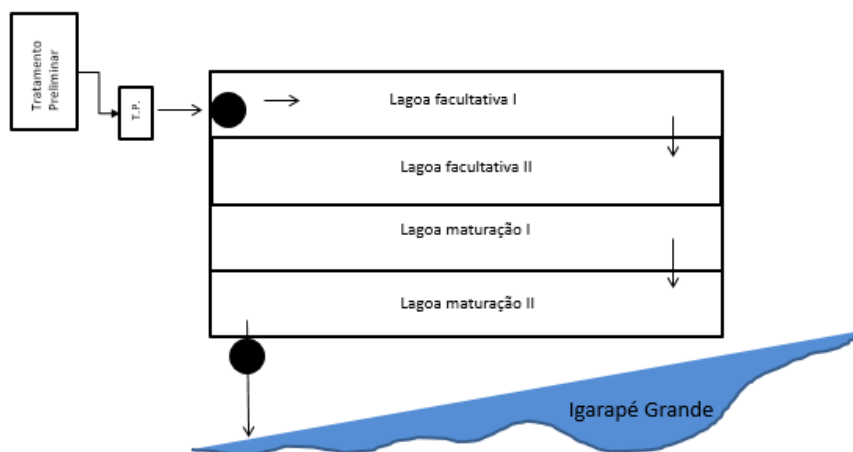 Tratamento
Preliminar
T.P.
Lagoa facultativa I
Lagoa facultativa II
Lagoa maturação I
Lagoa maturação II
Igarapé Grande